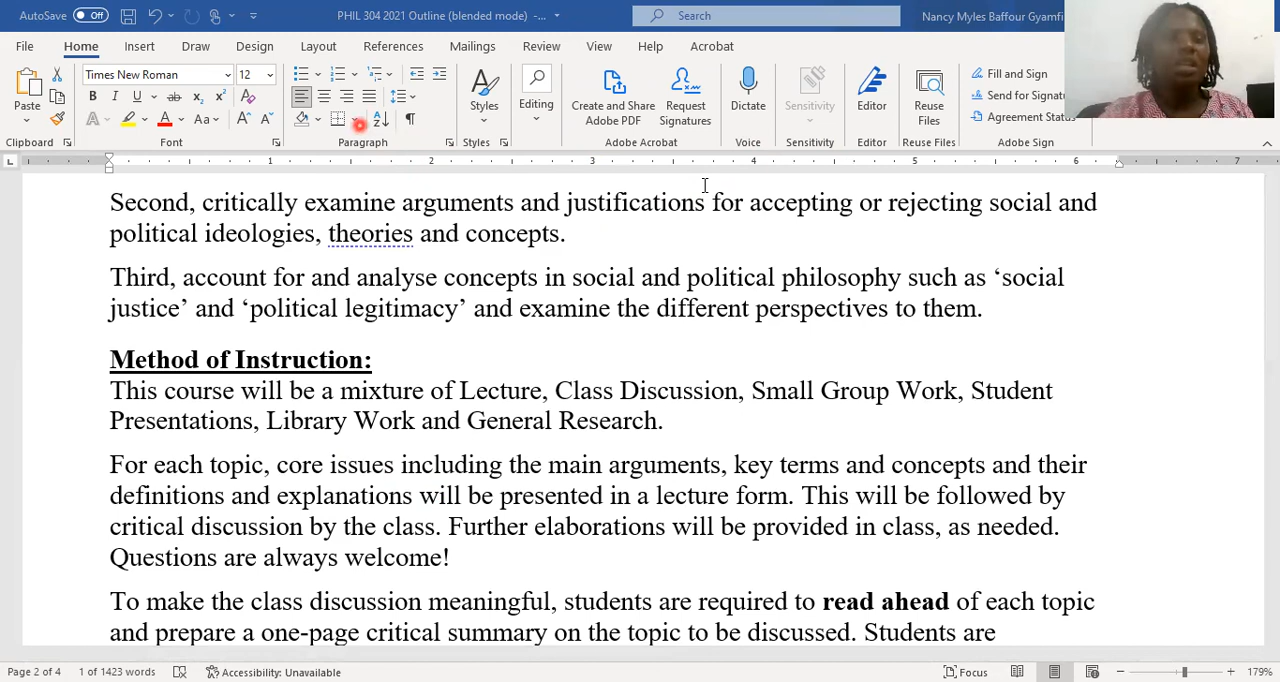 AutoSave Off PHIL 304 2021 Outline (blended mode) -... Search Nancy Myles Baffour Gyamfi
File Home Insert Draw Design Layout References Mailings Review View Help Acrobat
Times New Roman 12
Paste
Styles
Editing
Create and Share Adobe PDF
Request Signatures
Dictate
Sensitivity
Editor
Reuse Files
Fill and Sign
Send for Signatu
Agreement Status
Clipboard Font Paragraph Styles Adobe Acrobat Voice Sensitivity Editor Reuse Files Adobe Sign
1 2 3 4 5 6 7
Second, critically examine arguments and justifications for accepting or rejecting social and
political ideologies, theories and concepts.
Third, account for and analyse concepts in social and political philosophy such as ‘social
justice’ and ‘political legitimacy’ and examine the different perspectives to them.
Method of Instruction:
This course will be a mixture of Lecture, Class Discussion, Small Group Work, Student
Presentations, Library Work and General Research.
For each topic, core issues including the main arguments, key terms and concepts and their
definitions and explanations will be presented in a lecture form. This will be followed by
critical discussion by the class. Further elaborations will be provided in class, as needed.
Questions are always welcome!
To make the class discussion meaningful, students are required to read ahead of each topic
and prepare a one-page critical summary on the topic to be discussed. Students are
Page 2 of 4 1 of 1423 words Accessibility: Unavailable Focus 179%